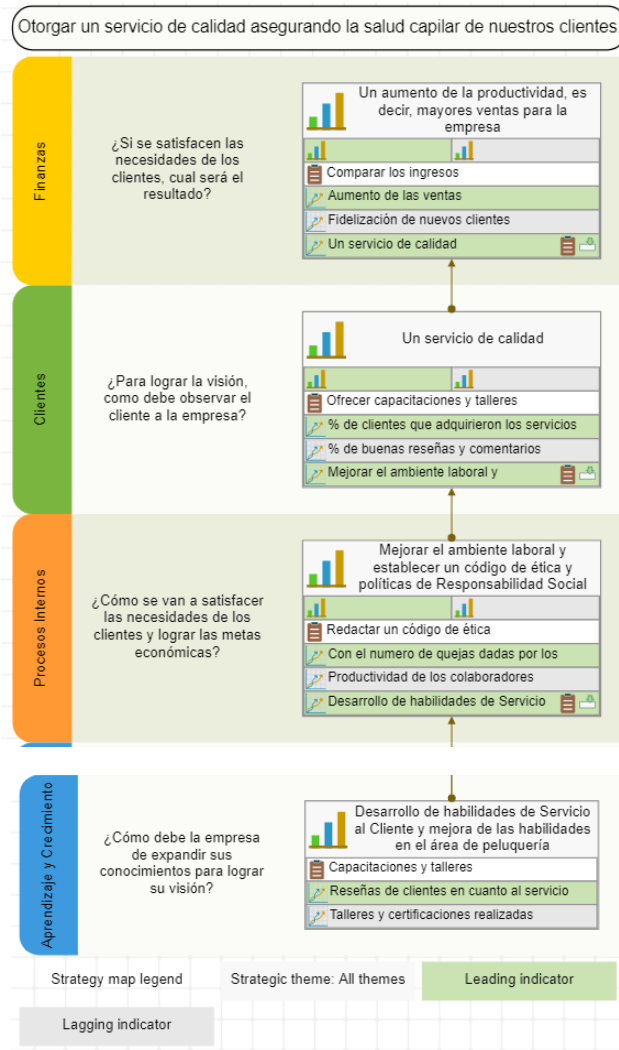 Otorgar un servicio de calidad asegurando la salud capilar de nuestros clientes
Finanzas
¿Si se satisfacen las
necesidades de los
clientes, cual será el
resultado?
Un aumento de la productividad, es
decir, mayores ventas para la
empresa
Comparar los ingresos
Aumento de las ventas
Fidelización de nuevos clientes
Un servicio de calidad
Clientes
¿Para lograr la visión,
como debe observar el
cliente a la empresa?
Un servicio de calidad
Ofrecer capacitaciones y talleres
% de clientes que adquirieron los servicios
% de buenas reseñas y comentarios
Mejorar el ambiente laboral y
Procesos Internos
¿Cómo se van a satisfacer
las necesidades de los
clientes y lograr las metas
económicas?
Mejorar el ambiente laboral y
establecer un código de ética y
políticas de Responsabilidad Social
Redactar un código de ética
Con el numero de quejas dadas por los
Productividad de los colaboradores
Desarrollo de habilidades de Servicio
Aprendizaje y Crecimiento
¿Cómo debe la empresa
de expandir sus
conocimientos para lograr
su visión?
Desarrollo de habilidades de Servicio
al Cliente y mejora de las habilidades
en el área de peluquería
Capacitaciones y talleres
Reseñas de clientes en cuanto al servicio
Talleres y certificaciones realizadas
Strategy map legend
Strategic theme: All themes
Leading indicator
Lagging indicator